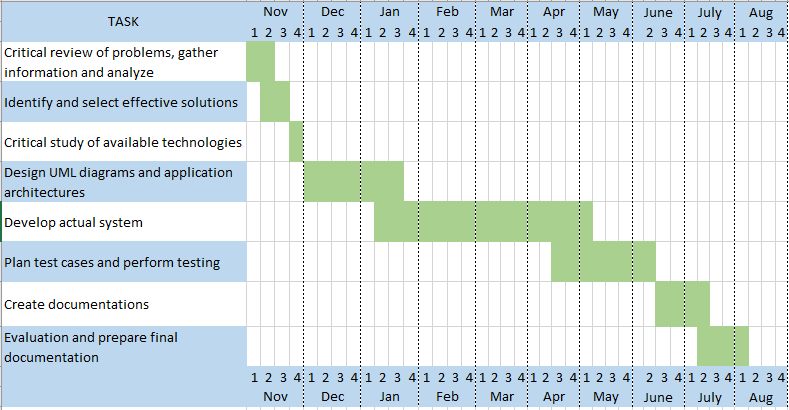 Nov Dec Jan Feb Mar Apr May June July Aug
TASK
1 2 3 4 1 2 3 4 1 2 3 4 1 2 3 4 1 2 3 4 1 2 3 4 1 2 3 4 2 3 4 1 2 3 4 1 2 3 4
Critical review of problems, gather
information and analyze
Identify and select effective solutions
Critical study of available technologies
Design UML diagrams and application
architectures
Develop actual system
Plan test cases and perform testing
Create documentations
Evaluation and prepare final
documentation
1 2 3 4 1 2 3 4 1 2 3 4 1 2 3 4 1 2 3 4 1 2 3 4 1 2 3 4 2 3 4 1 2 3 4 1 2 3 4
Nov Dec Jan Feb Mar Apr May June July Aug